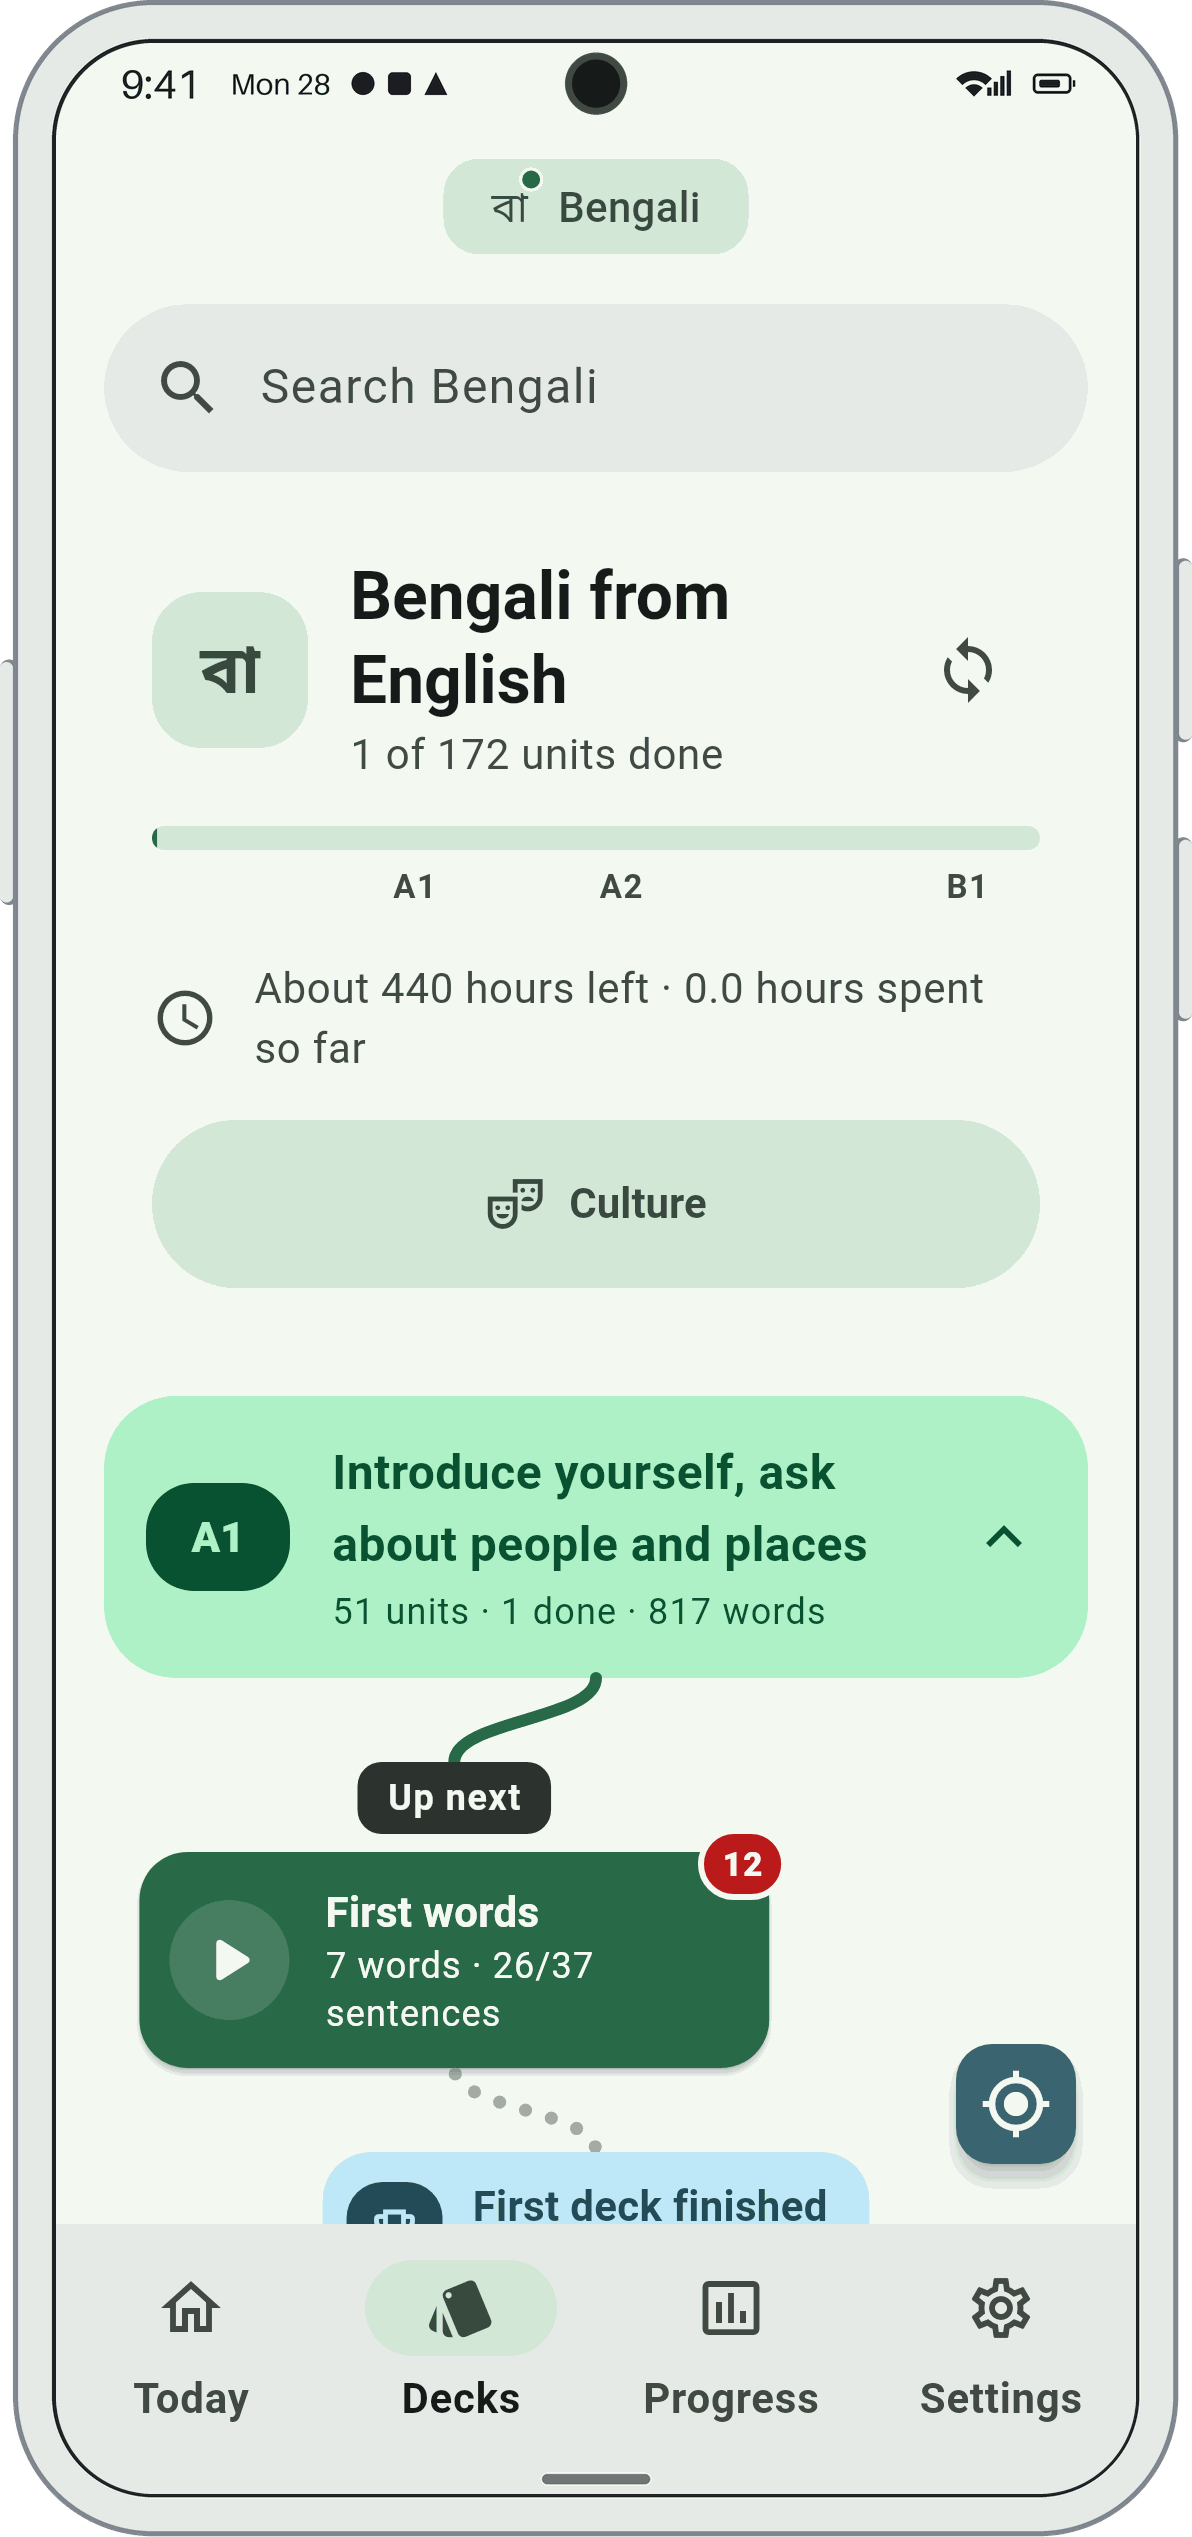 9:41 Mon 28
বা Bengali
Search Bengali
বা
Bengali from
English
1 of 172 units done
A1 A2 B1
About 440 hours left · 0.0 hours spent
so far
Culture
A1
Introduce yourself, ask
about people and places
51 units · 1 done · 817 words
Up next
12
First words
7 words · 26/37
sentences
First deck finished
Today Decks Progress Settings